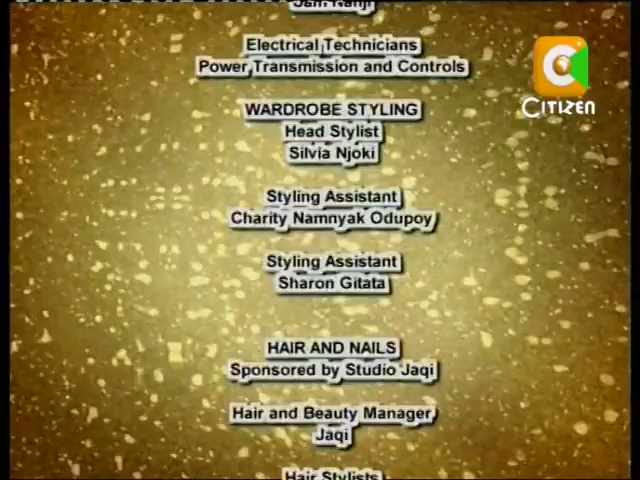 Electrical Technicians
Power Transmission and Controls
WARDROBE STYLING
Head Stylist
Silvia Njoki
Styling Assistant
Charity Namnyak Odupoy
Styling Assistant
Sharon Gitata
HAIR AND NAILS
Sponsored by Studio Jaqi
Hair and Beauty Manager
Jaqi
Hair Stylists
CITIZEN